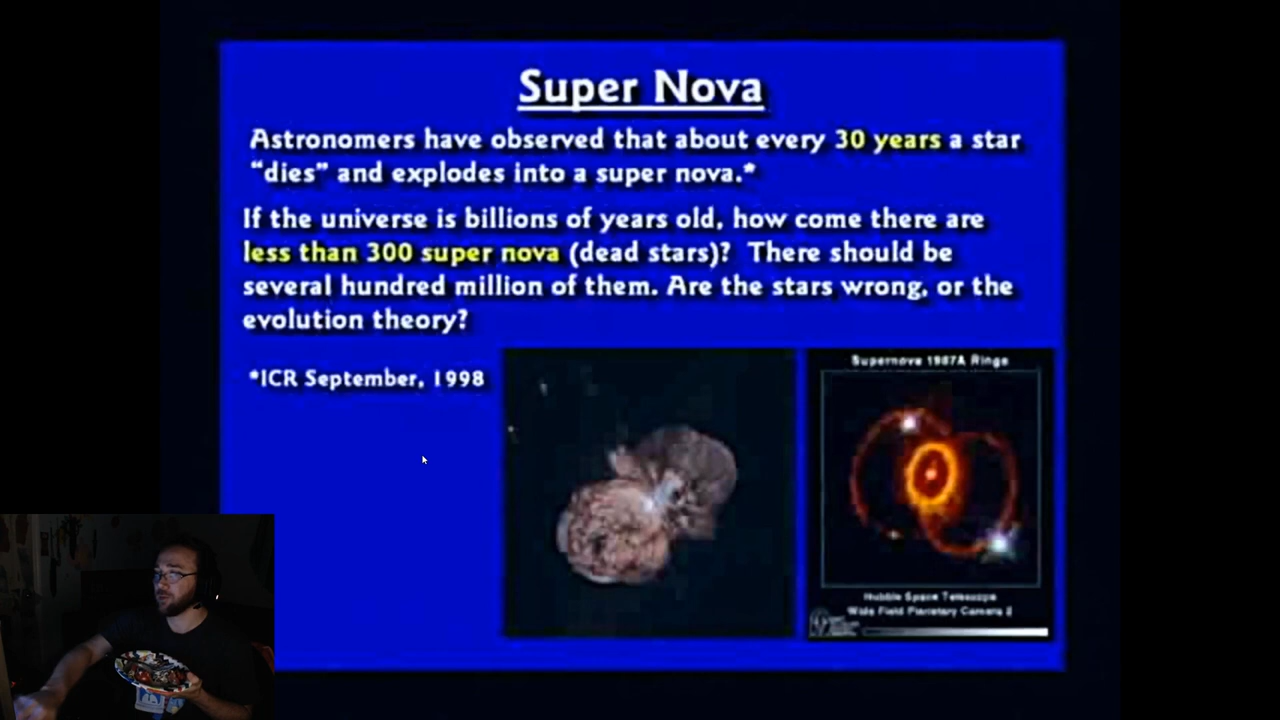 Super Nova
Astronomers have observed that about every 30 years a star
“dies” and explodes into a super nova.*
If the universe is billions of years old, how come there are
less than 300 super nova (dead stars)? There should be
several hundred million of them. Are the stars wrong, or the
evolution theory?
*ICR September, 1998
Supernova 1987A Rings
Hubble Space Telescope
Wide Field Planetary Camera 2